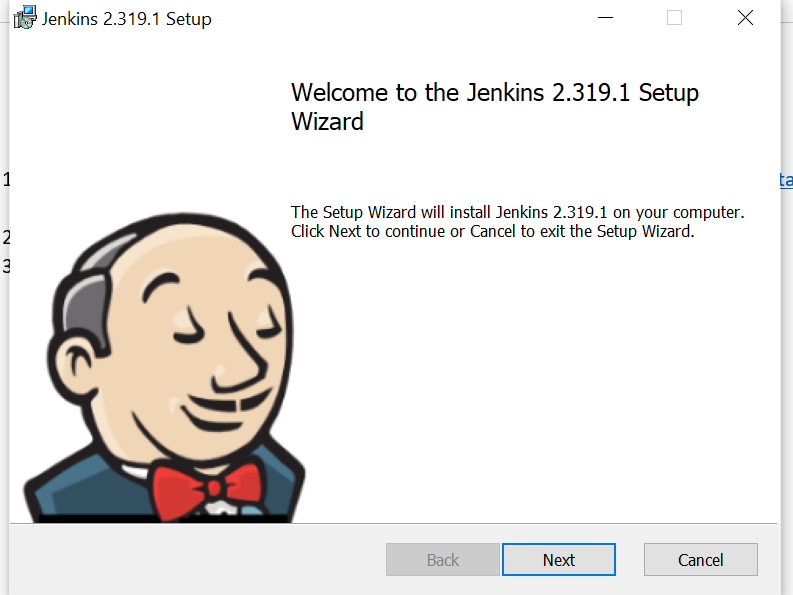 Jenkins 2.319.1 Setup
Welcome to the Jenkins 2.319.1 Setup
Wizard
1
ta
The Setup Wizard will install Jenkins 2.319.1 on your computer.
Click Next to continue or Cancel to exit the Setup Wizard.
2
3
Back
Next
Cancel